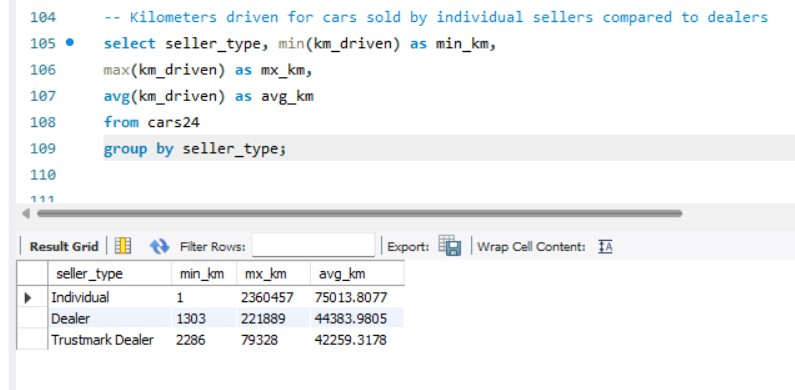 104 -- Kilometers driven for cars sold by individual sellers compared to dealers
105 select seller_type, min(km_driven) as min_km,
106 max(km_driven) as mx_km,
107 avg(km_driven) as avg_km
108 from cars24
109 group by seller_type;
110
111
Result Grid Filter Rows: Export: Wrap Cell Content: IA
seller_type min_km mx_km avg_km
Individual 1 2360457 75013.8077
Dealer 1303 221889 44383.9805
Trustmark Dealer 2286 79328 42259.3178